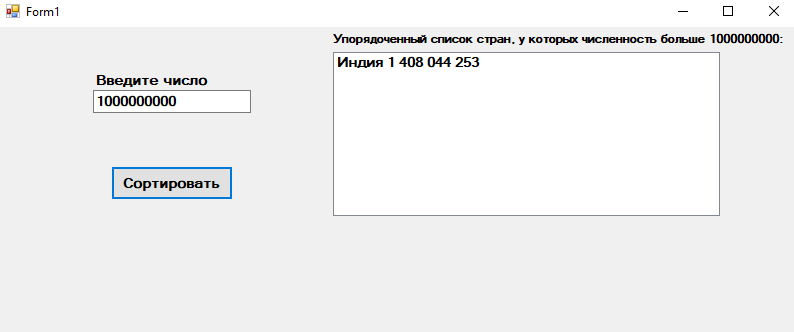 Form1
Упорядоченный список стран, у которых численность больше 1000000000:
Индия 1 408 044 253
Введите число
1000000000
Сортировать